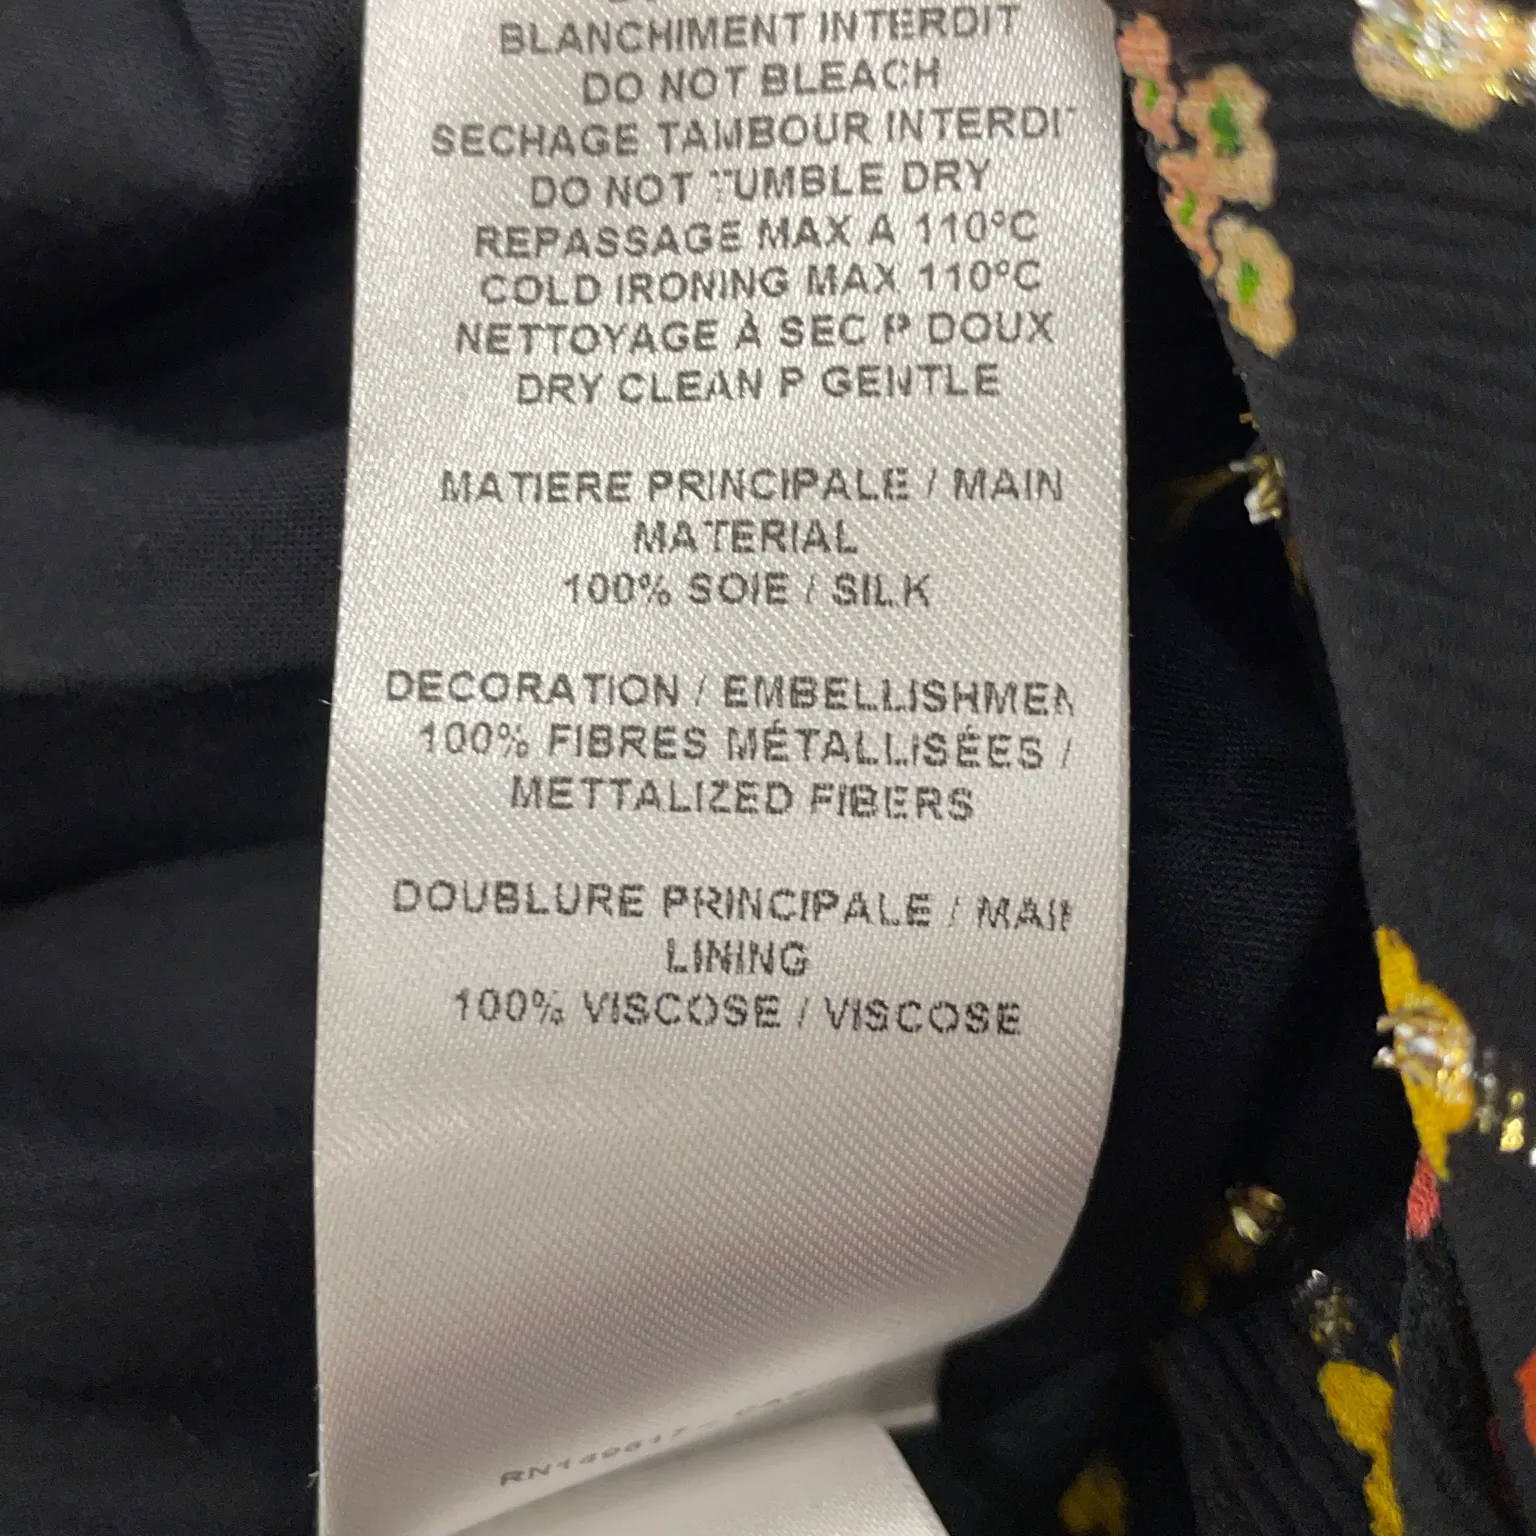 BLANCHIMENT INTERDIT
DO NOT BLEACH
SECHAGE TAMBOUR INTERDIT
DO NOT TUMBLE DRY
REPASSAGE MAX A 110°C
COLD IRONING MAX 110°C
NETTOYAGE À SEC P DOUX
DRY CLEAN P GENTLE
MATIERE PRINCIPALE / MAIN
MATERIAL
100% SOIE / SILK
DECORATION / EMBELLISHMEN
100% FIBRES MÉTALLISÉES /
METTALIZED FIBERS
DOUBLURE PRINCIPALE / MAIN
LINING
100% VISCOSE / VISCOSE